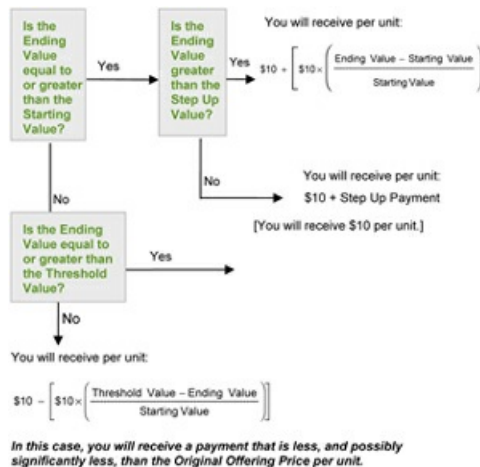 Is the
Ending
Value
equal to
or greater
than the
Starting
Value?
Yes
Is the
Ending
Value
greater
than the
Step Up
Value?
Yes
You will receive per unit:
$10 + [$10 × (Ending Value – Starting Value
Starting Value)
No
You will receive per unit:
$10 + Step Up Payment
[You will receive $10 per unit.]
No
Is the Ending
Value equal to
or greater than
the Threshold
Value?
Yes
No
You will receive per unit:
$10 – [$10× (Threshold Value – Ending Value
Starting Value)]
In this case, you will receive a payment that is less, and possibly
significantly less, than the Original Offering Price per unit.